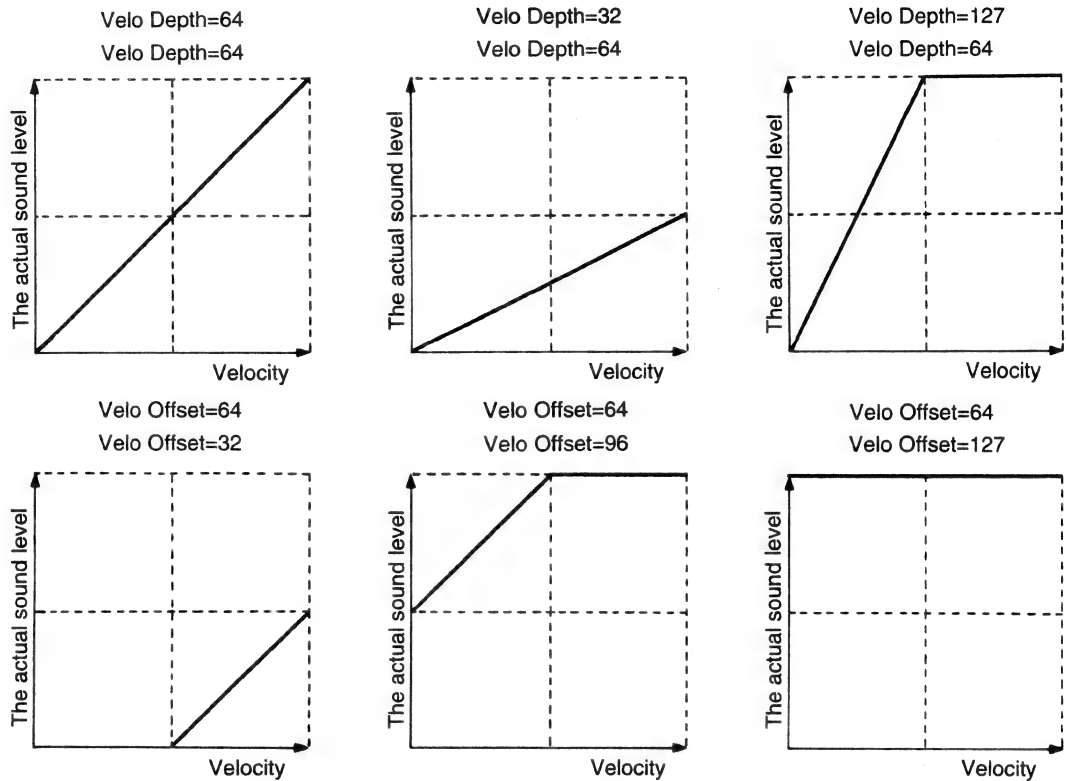 Velo Depth=64
Velo Depth=64
The actual sound level
Velocity
Velo Depth=32
Velo Depth=64
The actual sound level
Velocity
Velo Depth=127
Velo Depth=64
The actual sound level
Velocity
Velo Offset=64
Velo Offset=32
The actual sound level
Velocity
Velo Offset=64
Velo Offset=96
The actual sound level
Velocity
Velo Offset=64
Velo Offset=127
The actual sound level
Velocity